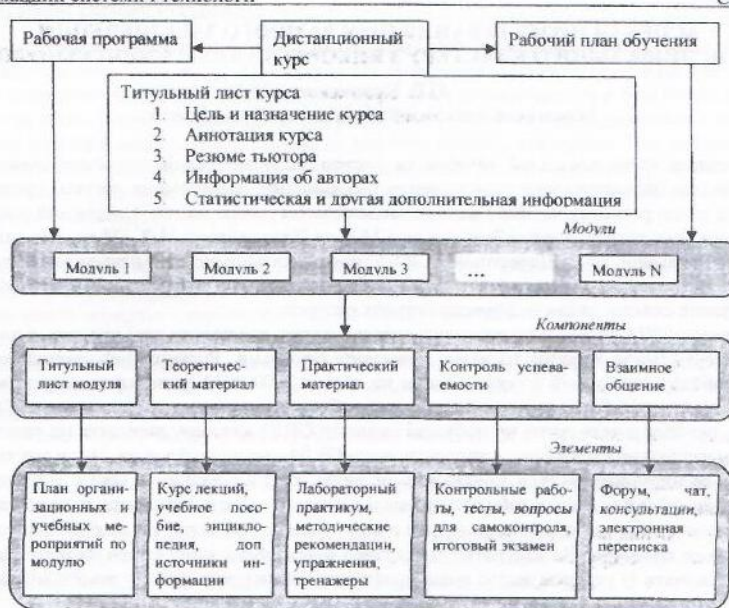 Рабочая программа
Дистанционный
курс
Рабочий план обучения
Титульный лист курса
1. Цель и назначение курса
2. Аннотация курса
3. Резюме тьютора
4. Информация об авторах
5. Статистическая и другая дополнительная информация
Модули
Модуль 1
Модуль 2
Модуль 3
...
Модуль N
Компоненты
Титульный
лист модуля
Теоретичес-
кий материал
Практический
материал
Контроль успева-
емости
Взаимное
общение
Элементы
План органи-
зационных и
учебных ме-
роприятий по
модулю
Курс лекций,
учебное посо-
бие, энцикло-
педия, доп
источники ин-
формации
Лабораторный
практикум,
методические
рекомендации,
упражнения,
тренажеры
Контрольные рабо-
ты, тесты, вопросы
для самоконтроля,
итоговый экзамен
Форум, чат,
консультации,
электронная
переписка